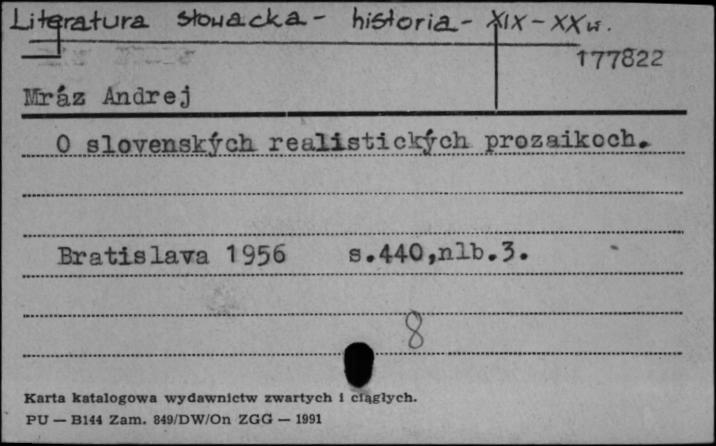 Literatura słowacka - historia - XIX - XX w.
177822
Mráz Andrej
O slovenských realistických prozaikoch.
Bratislava 1956 s.440,nlb.3.
8
Karta katalogowa wydawnictw zwartych i ciągłych.
PU — B144 Zam. 849/DW/On ZGG — 1991